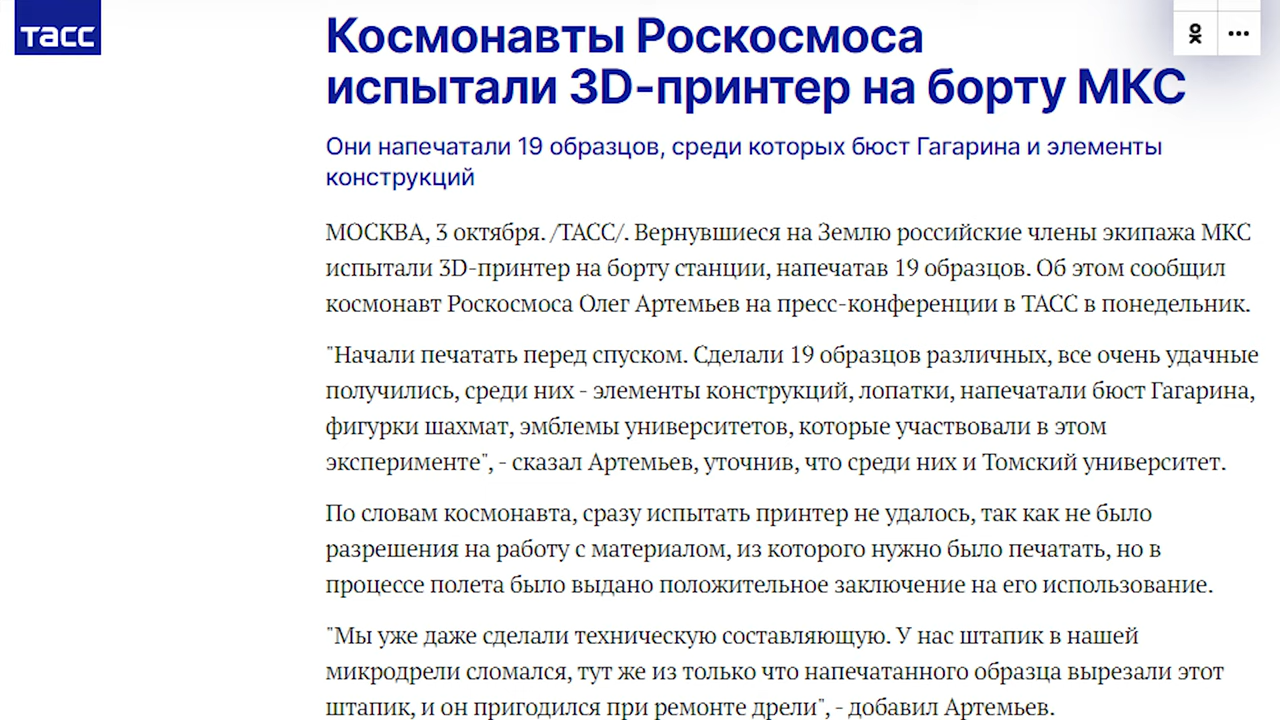 тасс
Космонавты Роскосмоса
испытали 3D-принтер на борту МКС
Они напечатали 19 образцов, среди которых бюст Гагарина и элементы
конструкций
МОСКВА, 3 октября. /ТАСС/. Вернувшиеся на Землю российские члены экипажа МКС
испытали 3D-принтер на борту станции, напечатав 19 образцов. Об этом сообщил
космонавт Роскосмоса Олег Артемьев на пресс-конференции в ТАСС в понедельник.
"Начали печатать перед спуском. Сделали 19 образцов различных, все очень удачные
получились, среди них - элементы конструкций, лопатки, напечатали бюст Гагарина,
фигурки шахмат, эмблемы университетов, которые участвовали в этом
эксперименте", - сказал Артемьев, уточнив, что среди них и Томский университет.
По словам космонавта, сразу испытать принтер не удалось, так как не было
разрешения на работу с материалом, из которого нужно было печатать, но в
процессе полета было выдано положительное заключение на его использование.
"Мы уже даже сделали техническую составляющую. У нас штапик в нашей
микродрели сломался, тут же из только что напечатанного образца вырезали этот
штапик, и он пригодился при ремонте дрели", - добавил Артемьев.